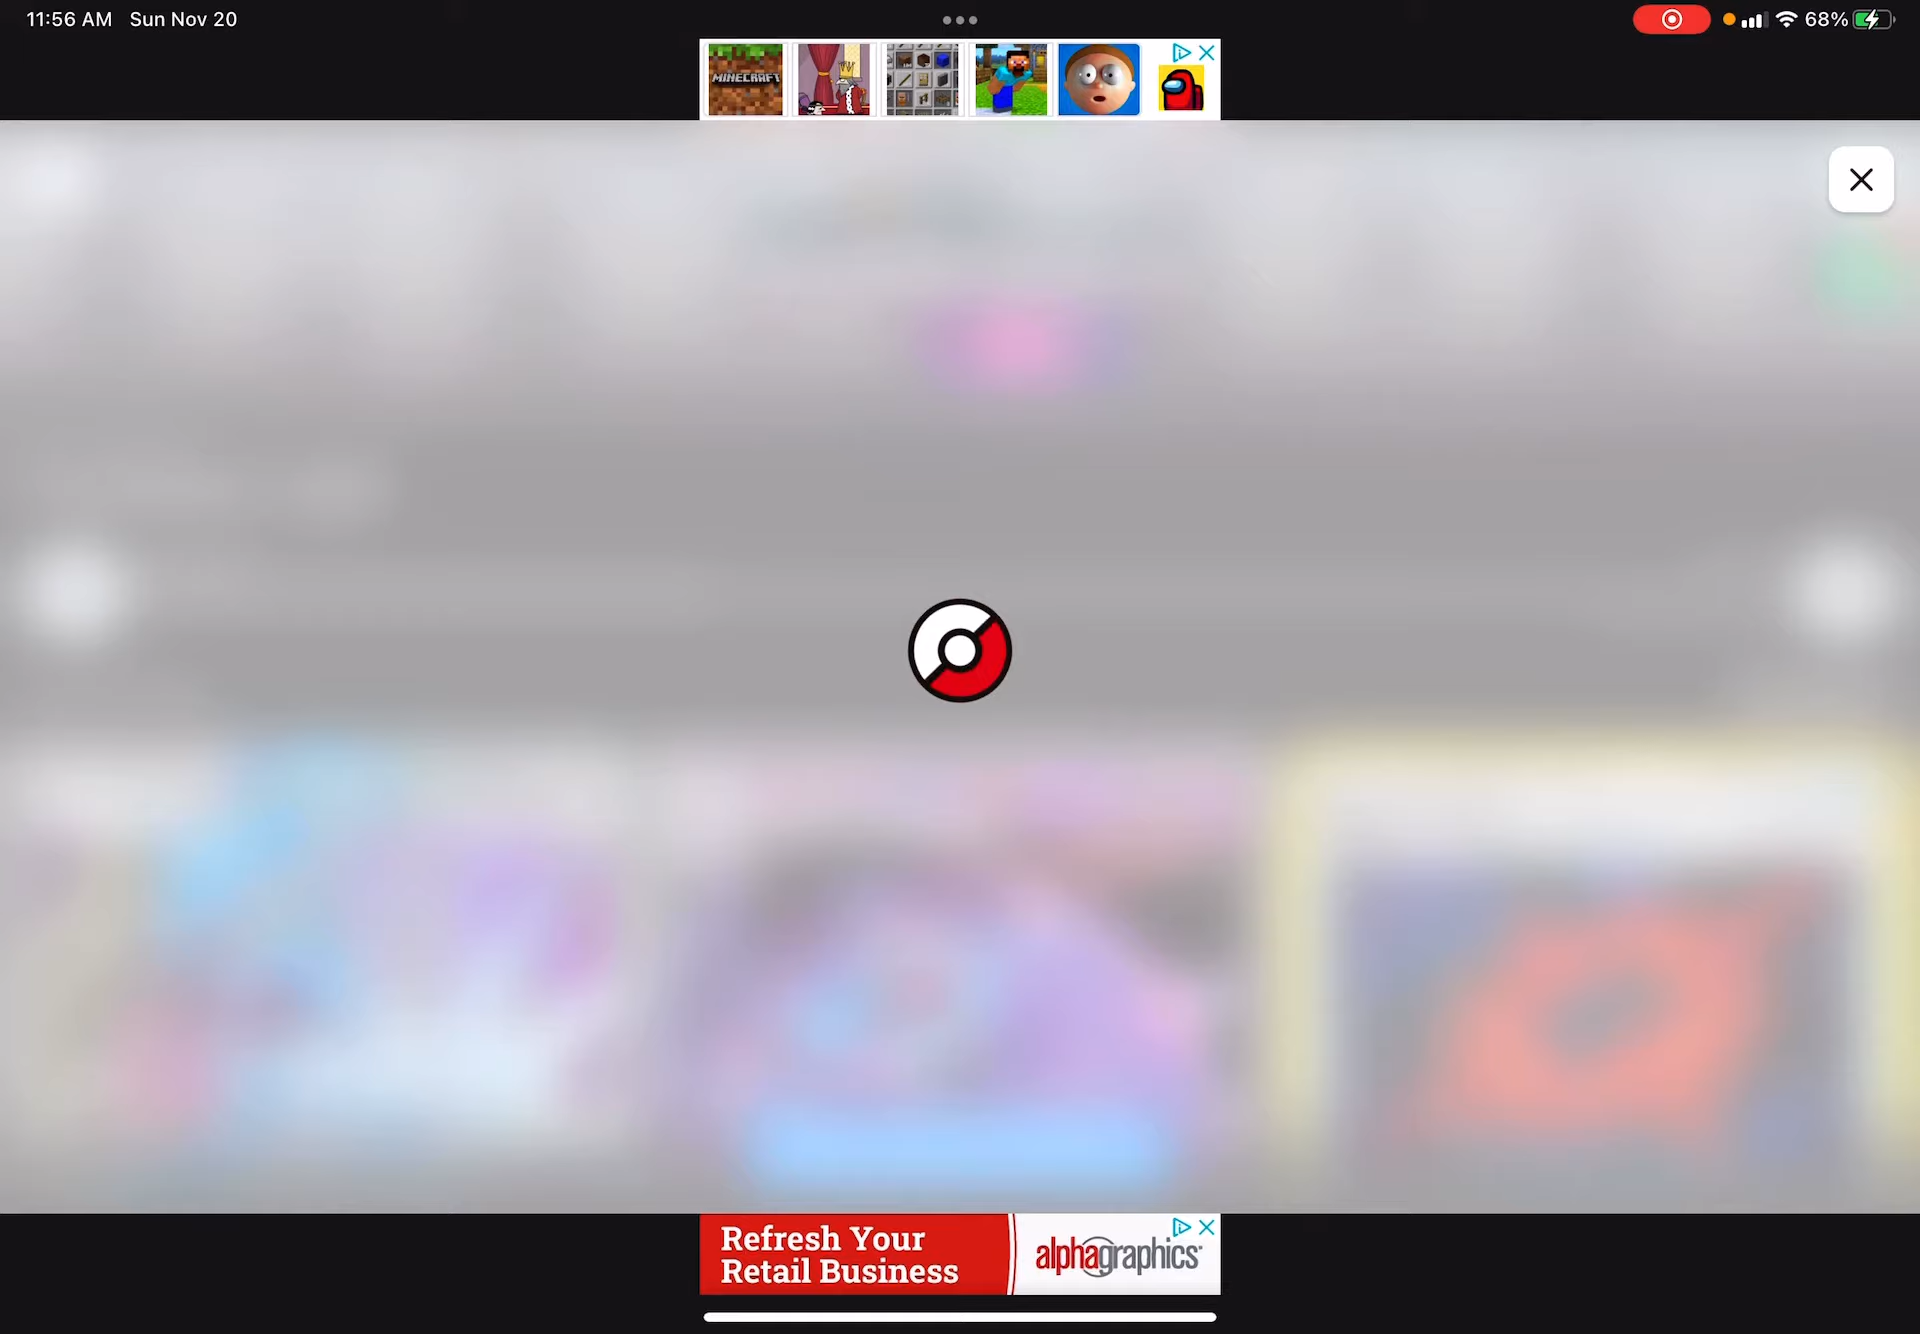 11:56 AM Sun Nov 20
68%
MINECRAFT
Refresh Your
Retail Business
alphagraphics